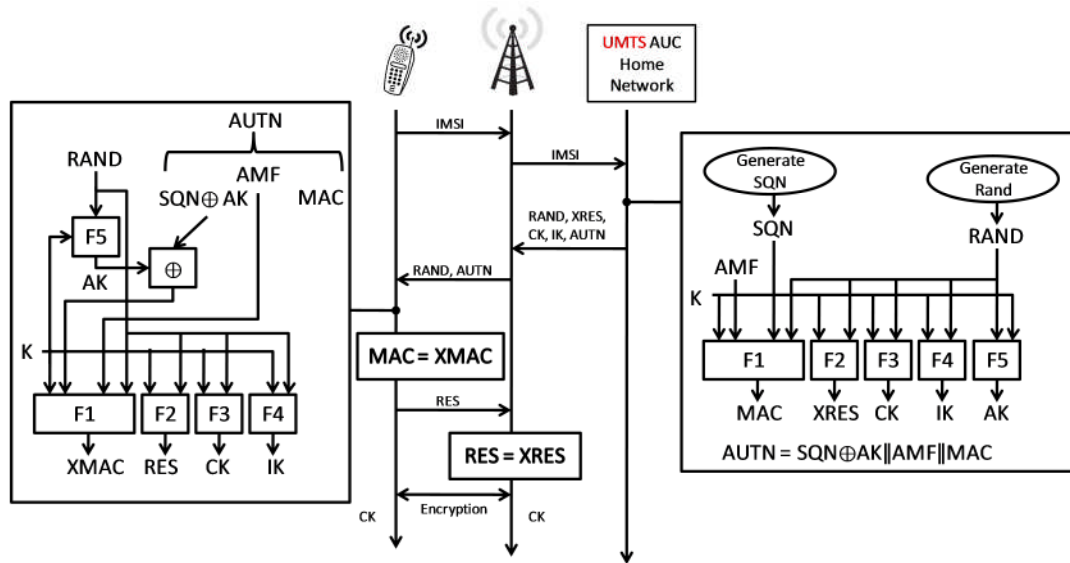 UMTS AUC
Home
Network
AUTN
RAND
AMF
SQN⊕AK
MAC
F5
⊕
AK
K
F1
F2
F3
F4
XMAC
RES
CK
IK
IMSI
IMSI
RAND, XRES,
CK, IK, AUTN
RAND, AUTN
MAC = XMAC
RES
RES = XRES
Encryption
CK
CK
Generate
SQN
Generate
Rand
SQN
RAND
AMF
K
F1
F2
F3
F4
F5
MAC
XRES
CK
IK
AK
AUTN = SQN⊕AK‖AMF‖MAC